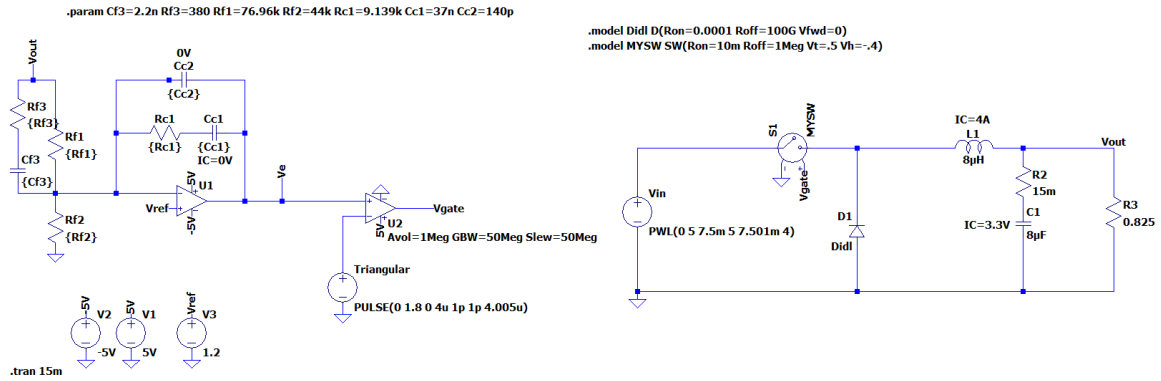 .param Cf3=2.2n Rf3=380 Rf1=76.96k Rf2=44k Rc1=9.139k Cc1=37n Cc2=140p
.model Didl D(Ron=0.0001 Roff=100G Vfwd=0)
.model MYSW SW(Ron=10m Roff=1Meg Vt=.5 Vh=-.4)
Vout
Rf3
{Rf3}
Rf1
{Rf1}
Cf3
{Cf3}
Rf2
{Rf2}
0V
Cc2
{Cc2}
Rc1
{Rc1}
Cc1
{Cc1}
IC=0V
5V
U1
Vref
-5V
Ve
U2
Vgate
5V
Avol=1Meg GBW=50Meg Slew=50Meg
Triangular
PULSE(0 1.8 0 4u 1p 1p 4.005u)
S1
MYSW
Vgate
Vin
PWL(0 5 7.5m 5 7.501m 4)
D1
Didl
IC=4A
L1
8µH
Vout
R2
15m
C1
IC=3.3V
8µF
R3
0.825
-5V
V2
-5V
5V
V1
5V
Vref
V3
1.2
.tran 15m